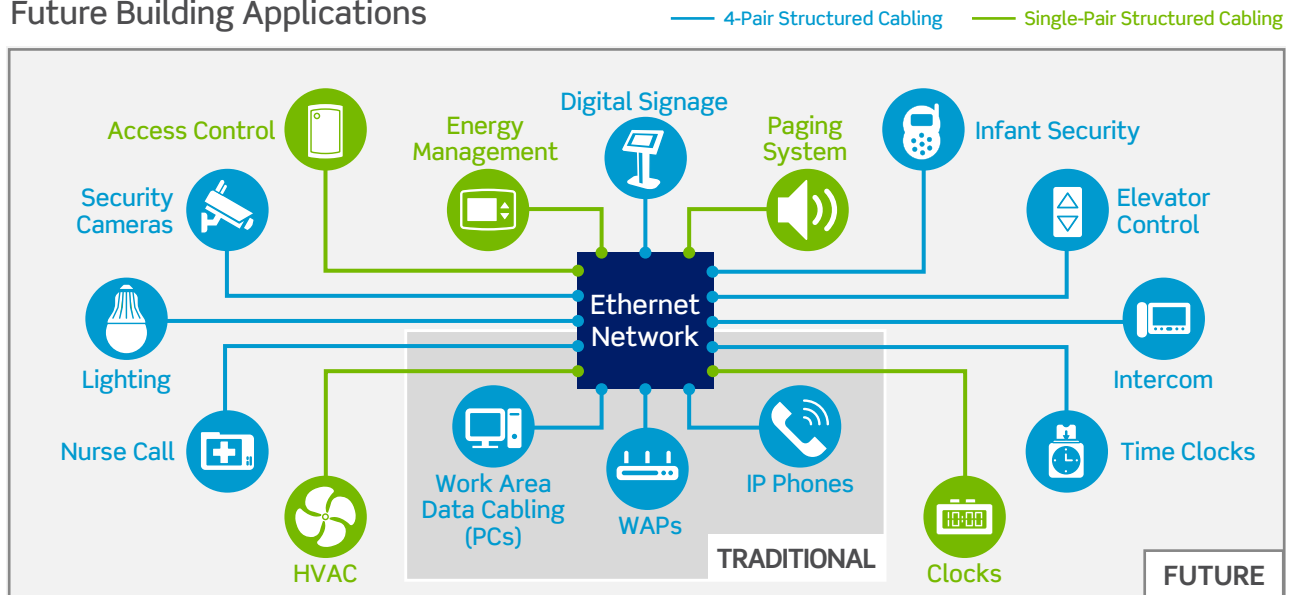 Future Building Applications
4-Pair Structured Cabling
Single-Pair Structured Cabling
Access Control
Energy
Management
Digital Signage
Paging
System
Infant Security
Security
Cameras
Elevator
Control
Ethernet
Network
Lighting
Intercom
Nurse Call
Work Area
Data Cabling
(PCs)
WAPs
IP Phones
Time Clocks
10:00
HVAC
TRADITIONAL
Clocks
FUTURE